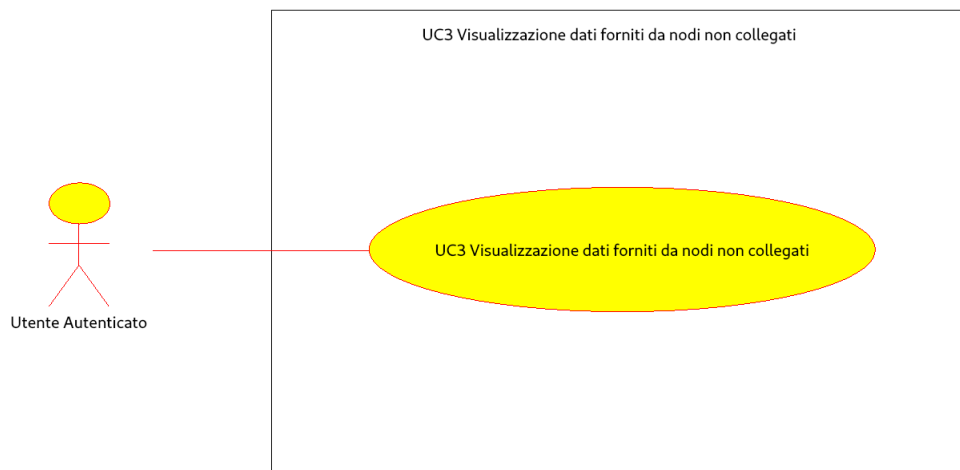 UC3 Visualizzazione dati forniti da nodi non collegati
UC3 Visualizzazione dati forniti da nodi non collegati
Utente Autenticato